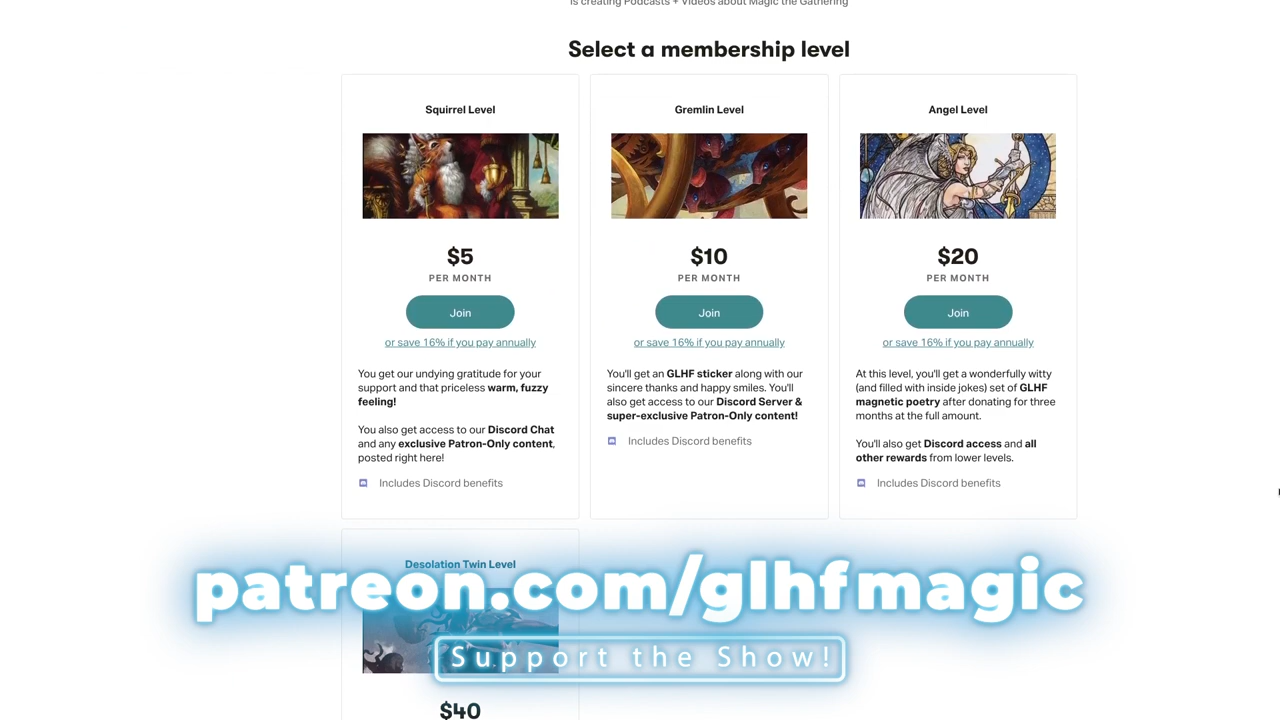 is creating Podcasts + Videos about Magic the Gathering
Select a membership level
Squirrel Level
$5
PER MONTH
Join
or save 16% if you pay annually
You get our undying gratitude for your
support and that priceless warm, fuzzy
feeling!
You also get access to our Discord Chat
and any exclusive Patron-Only content,
posted right here!
Includes Discord benefits
Gremlin Level
$10
PER MONTH
Join
or save 16% if you pay annually
You'll get an GLHF sticker along with our
sincere thanks and happy smiles. You'll
also get access to our Discord Server &
super-exclusive Patron-Only content!
Includes Discord benefits
Angel Level
$20
PER MONTH
Join
or save 16% if you pay annually
At this level, you'll get a wonderfully witty
(and filled with inside jokes) set of GLHF
magnetic poetry after donating for three
months at the full amount.
You'll also get Discord access and all
other rewards from lower levels.
Includes Discord benefits
Desolation Twin Level
patreon.com/glhfmagic
Support the Show!
$40